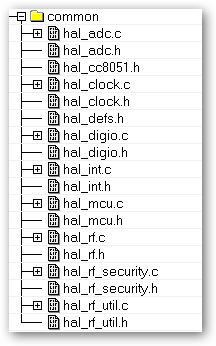 common
hal_adc.c
hal_adc.h
hal_cc8051.h
hal_clock.c
hal_clock.h
hal_defs.h
hal_digio.c
hal_digio.h
hal_int.c
hal_int.h
hal_mcu.c
hal_mcu.h
hal_rf.c
hal_rf.h
hal_rf_security.c
hal_rf_security.h
hal_rf_util.c
hal_rf_util.h